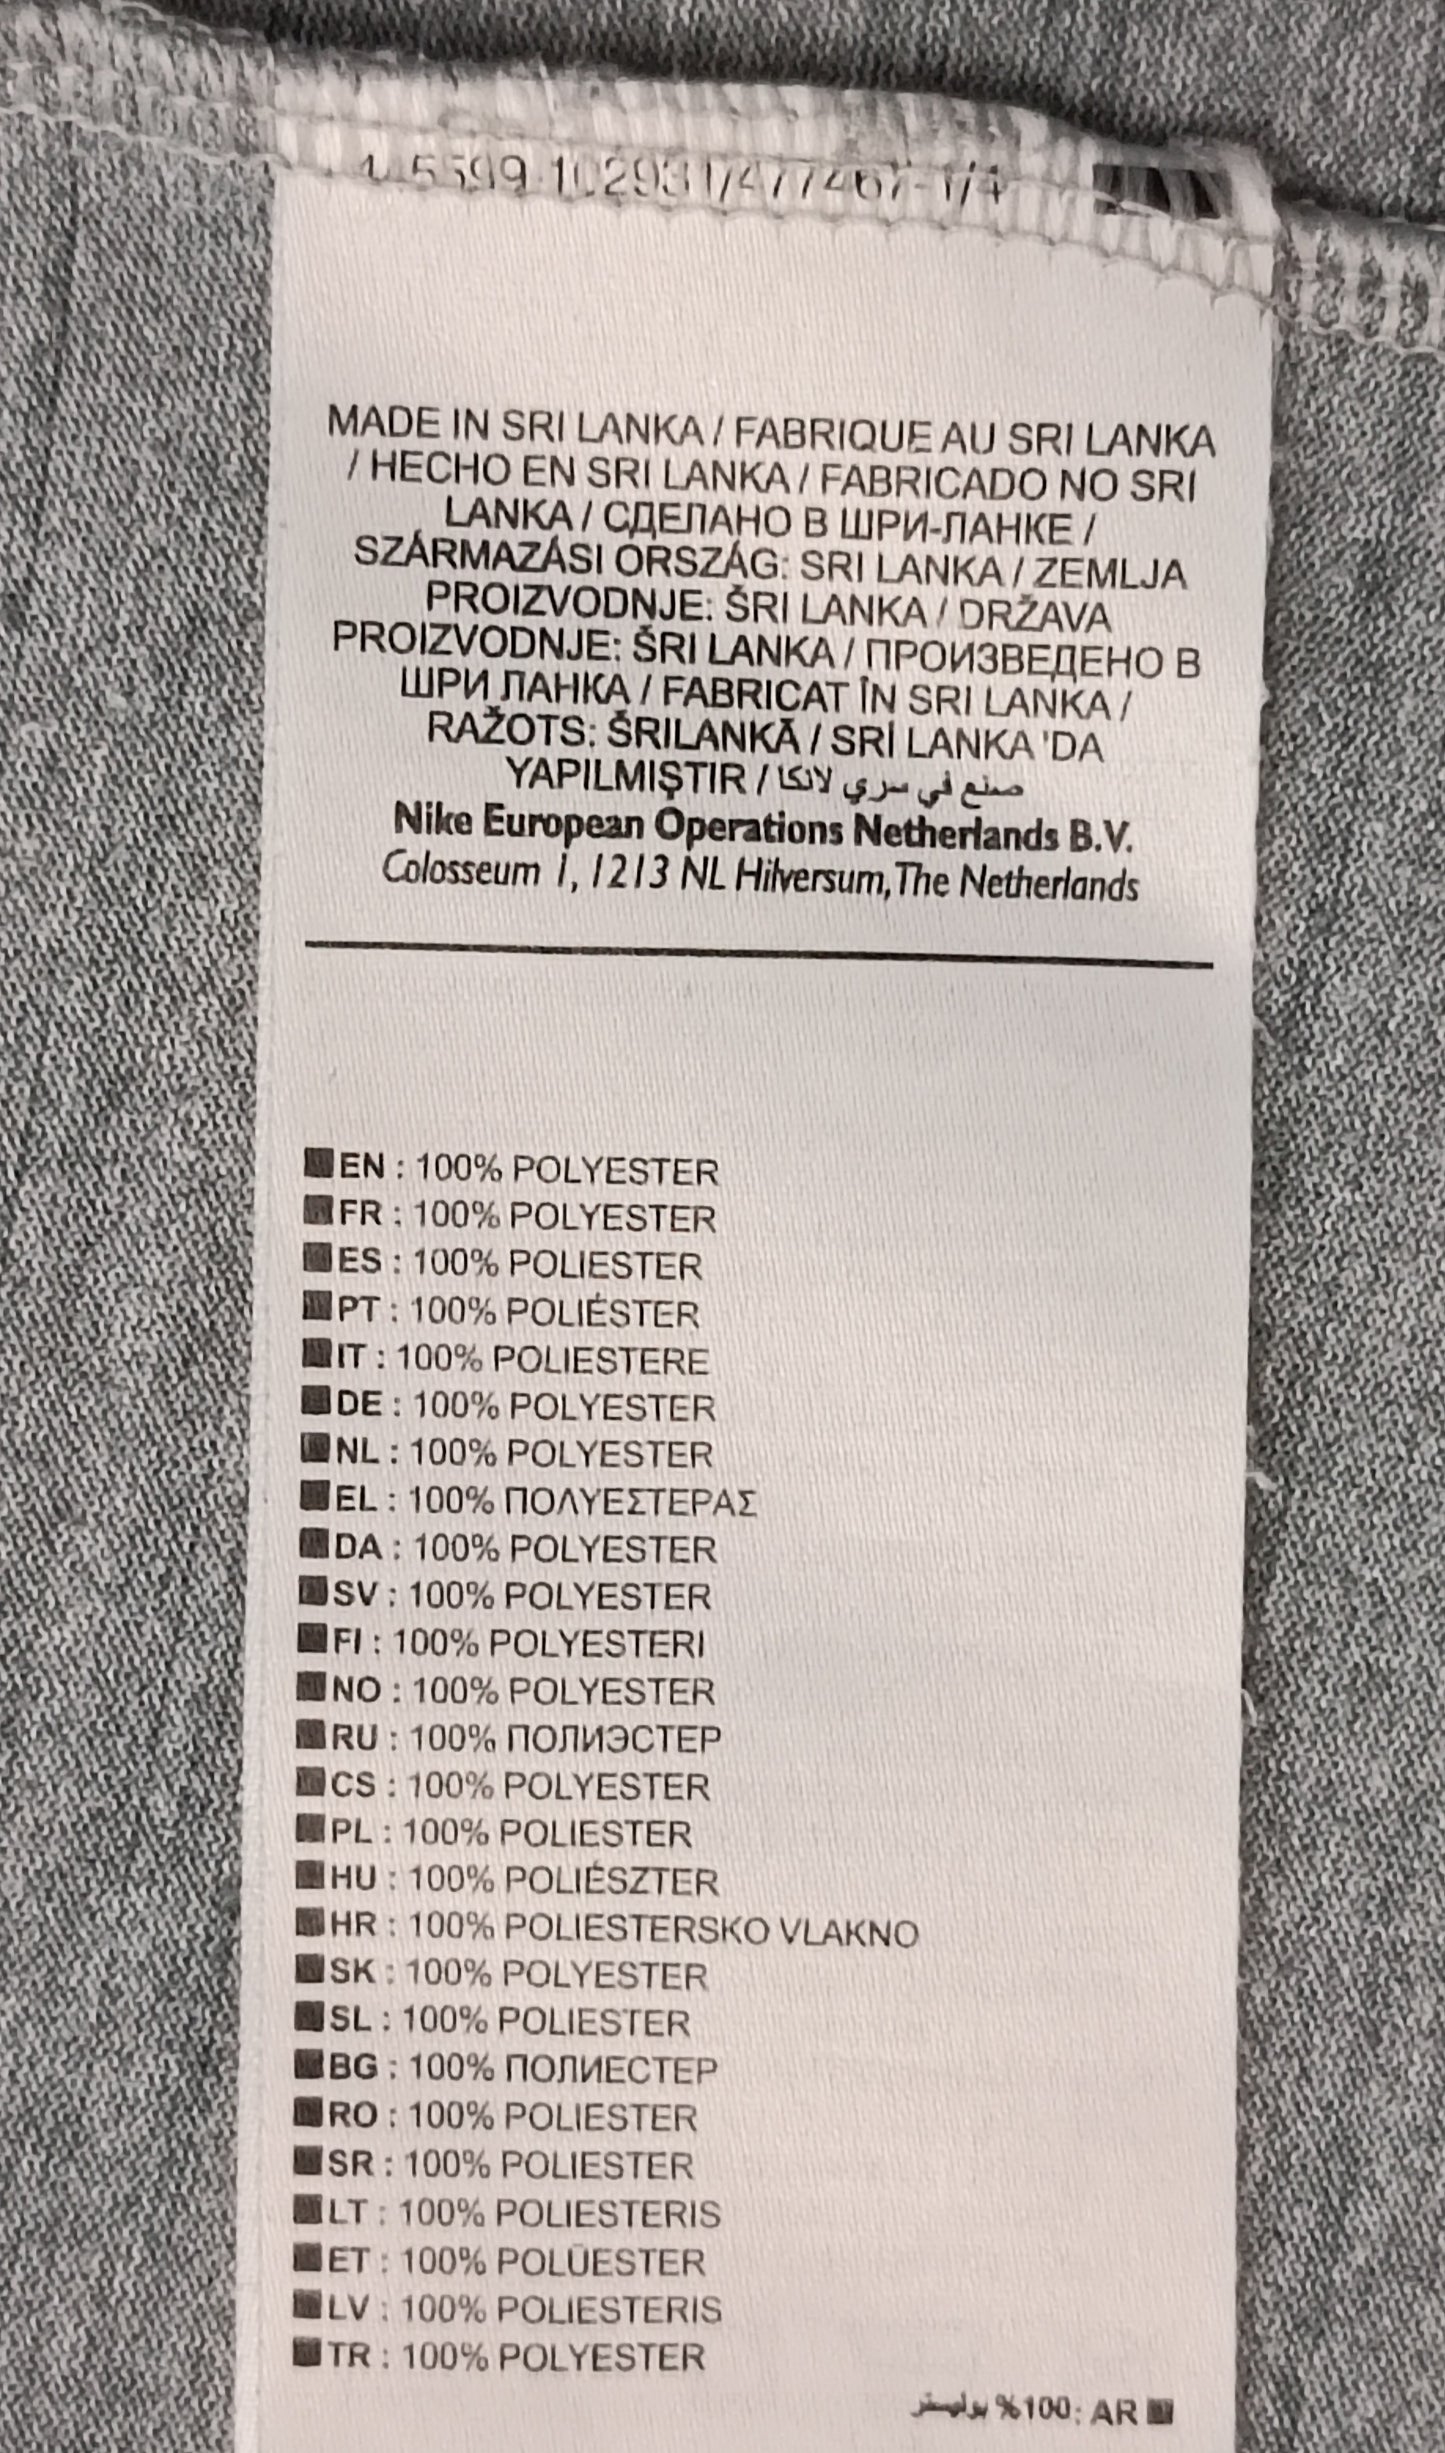 MADE IN SRI LANKA / FABRIQUE AU SRI LANKA
/ HECHO EN SRI LANKA / FABRICADO NO SRI
LANKA / СДЕЛАНО В ШРИ-ЛАНКЕ /
SZÁRMAZÁSI ORSZÁG: SRI LANKA / ZEMLJA
PROIZVODNJE: ŠRI LANKA / DRŽAVA
PROIZVODNJE: ŠRI LANKA / ПРОИЗВЕДЕНО В
ШРИ ЛАНКА / FABRICAT ÎN SRI LANKA /
RAŽOTS: ŠRILANKĀ / SRİ LANKA 'DA
YAPILMIŞTIR / صنع في سري لانكا
Nike European Operations Netherlands B.V.
Colosseum 1, 1213 NL Hilversum, The Netherlands
EN : 100% POLYESTER
FR : 100% POLYESTER
ES : 100% POLIESTER
PT : 100% POLIÉSTER
IT : 100% POLIESTERE
DE : 100% POLYESTER
NL : 100% POLYESTER
EL : 100% ΠΟΛΥΕΣΤΕΡΑΣ
DA : 100% POLYESTER
SV : 100% POLYESTER
FI : 100% POLYESTERI
NO : 100% POLYESTER
RU : 100% ПОЛИЭСТЕР
CS : 100% POLYESTER
PL : 100% POLIESTER
HU : 100% POLIÉSZTER
HR : 100% POLIESTERSKO VLAKNO
SK : 100% POLYESTER
SL : 100% POLIESTER
BG : 100% ПОЛИЕСТЕР
RO : 100% POLIESTER
SR : 100% POLIESTER
LT : 100% POLIESTERIS
ET : 100% POLÜESTER
LV : 100% POLIESTERIS
TR : 100% POLYESTER
AR :100% بوليستر